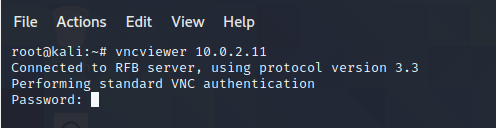 File Actions Edit View Help
root@kali:~# vncviewer 10.0.2.11
Connected to RFB server, using protocol version 3.3
Performing standard VNC authentication
Password: